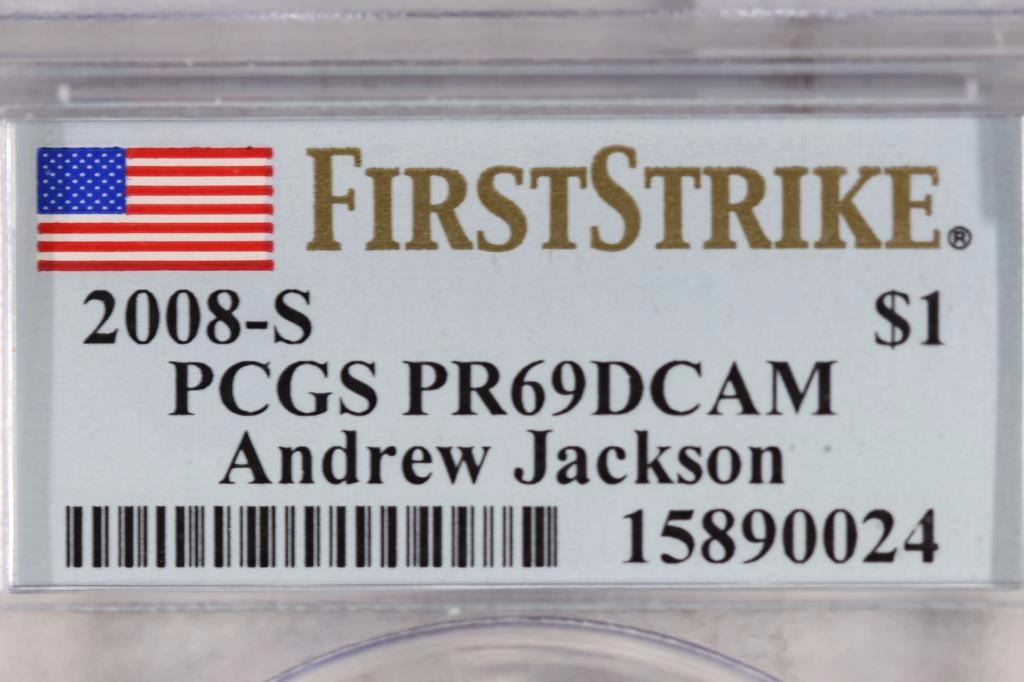 FIRSTSTRIKE®
2008-S $1
PCGS PR69DCAM
Andrew Jackson
15890024